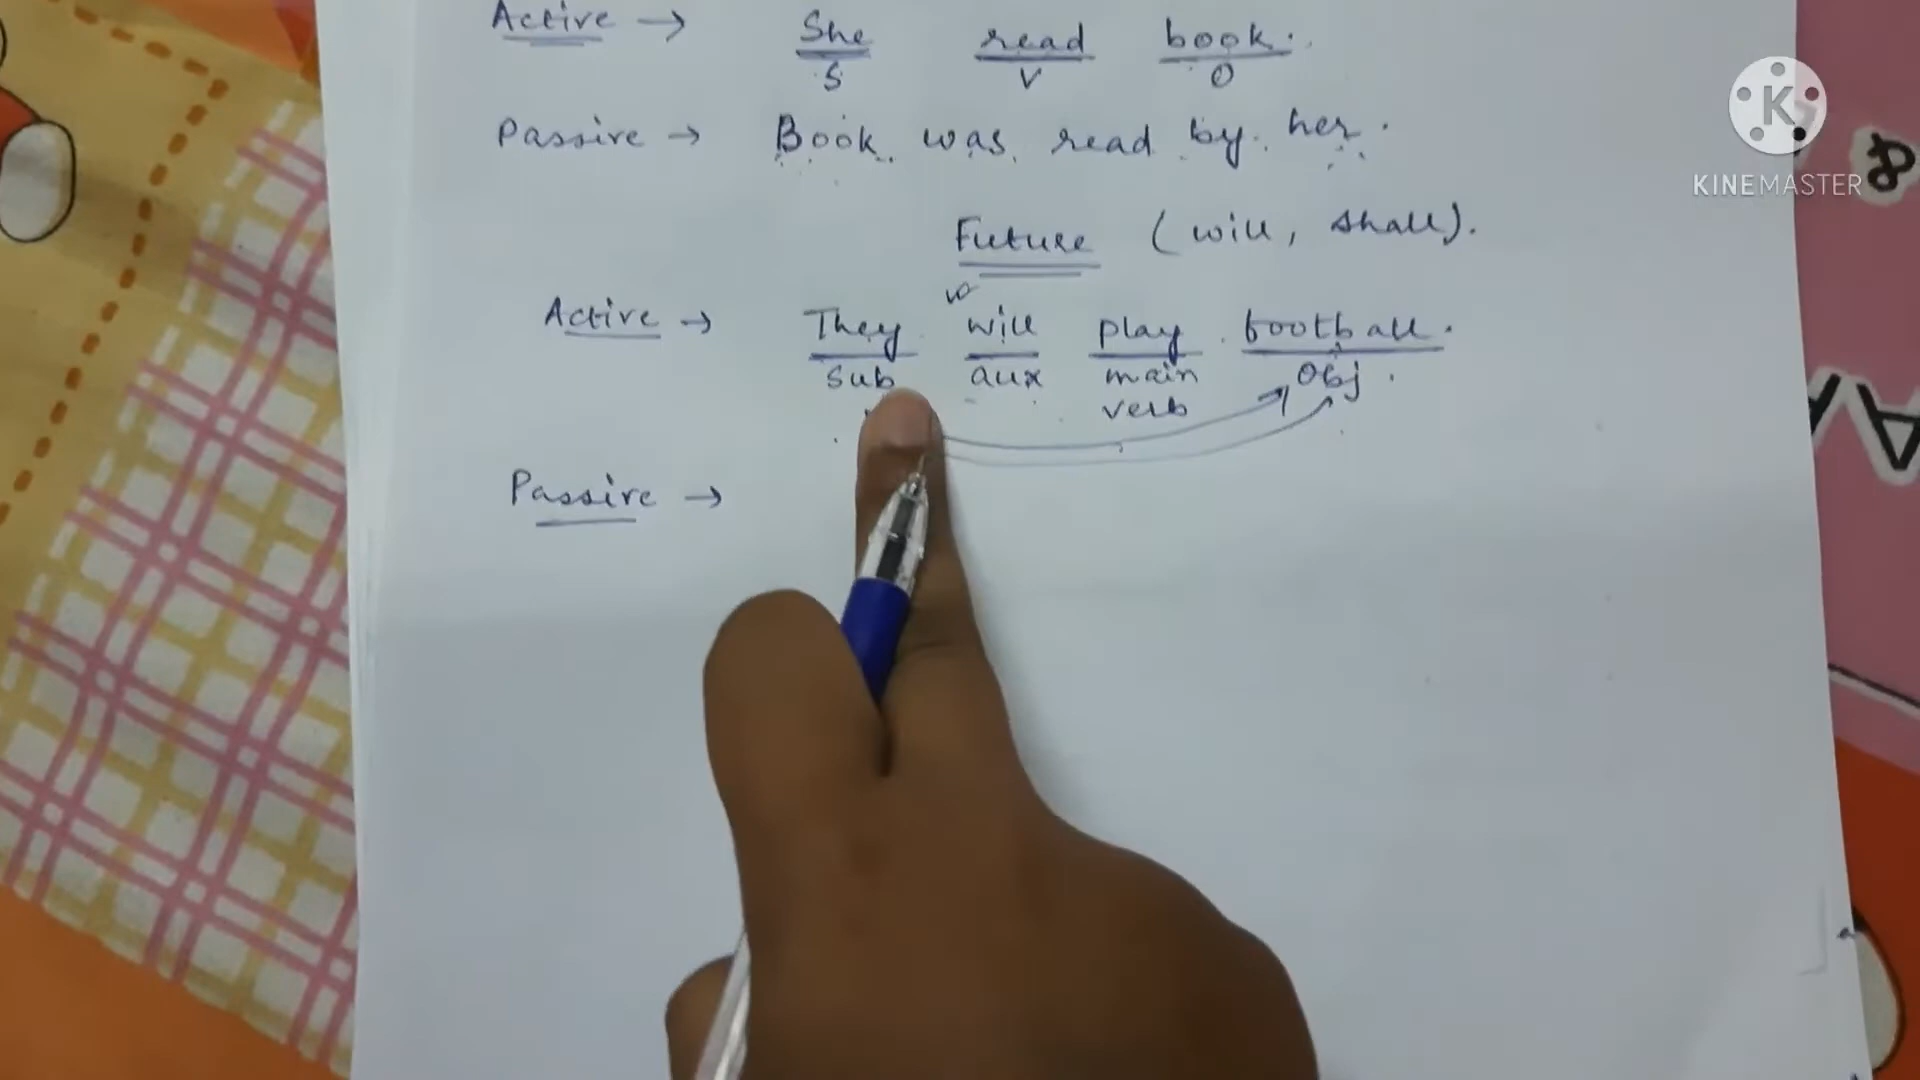 Active → She read book.
S V O
Passive → Book was read by her.
Future (will, shall).
Active → They will play football.
sub aux main Obj.
verb
Passive →
K
KINEMASTER